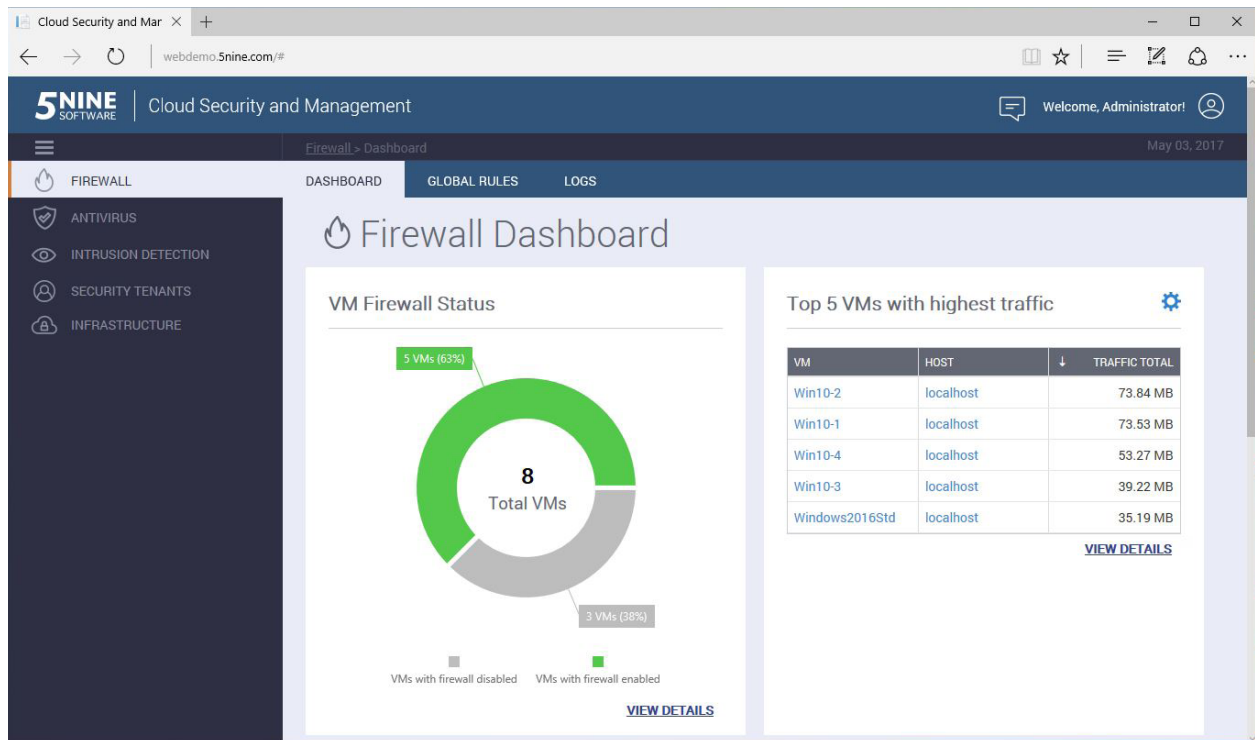 Cloud Security and Mar
webdemo.5nine.com/#
5NINE SOFTWARE
Cloud Security and Management
Welcome, Administrator!
Firewall > Dashboard
May 03, 2017
FIREWALL
ANTIVIRUS
INTRUSION DETECTION
SECURITY TENANTS
INFRASTRUCTURE
DASHBOARD GLOBAL RULES LOGS
Firewall Dashboard
VM Firewall Status
5 VMs (63%)
8
Total VMs
3 VMs (38%)
VMs with firewall disabled VMs with firewall enabled
VIEW DETAILS
Top 5 VMs with highest traffic
VM HOST ↓ TRAFFIC TOTAL
Win10-2 localhost 73.84 MB
Win10-1 localhost 73.53 MB
Win10-4 localhost 53.27 MB
Win10-3 localhost 39.22 MB
Windows2016Std localhost 35.19 MB
VIEW DETAILS